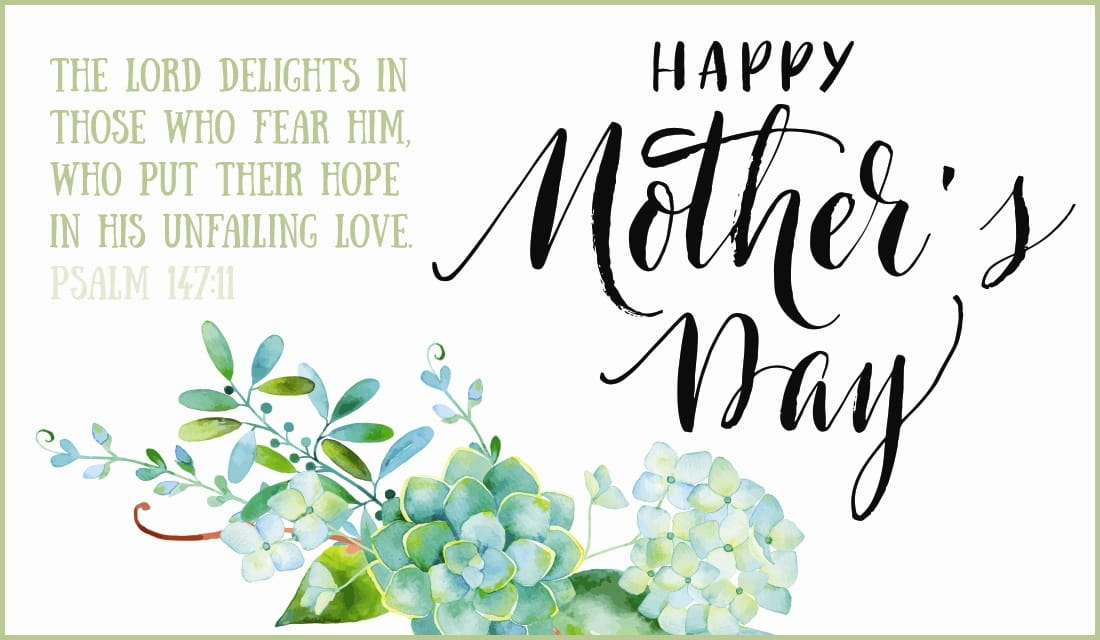 THE LORD DELIGHTS IN
THOSE WHO FEAR HIM,
WHO PUT THEIR HOPE
IN HIS UNFAILING LOVE.
PSALM 147:11
HAPPY
Mother's
Day